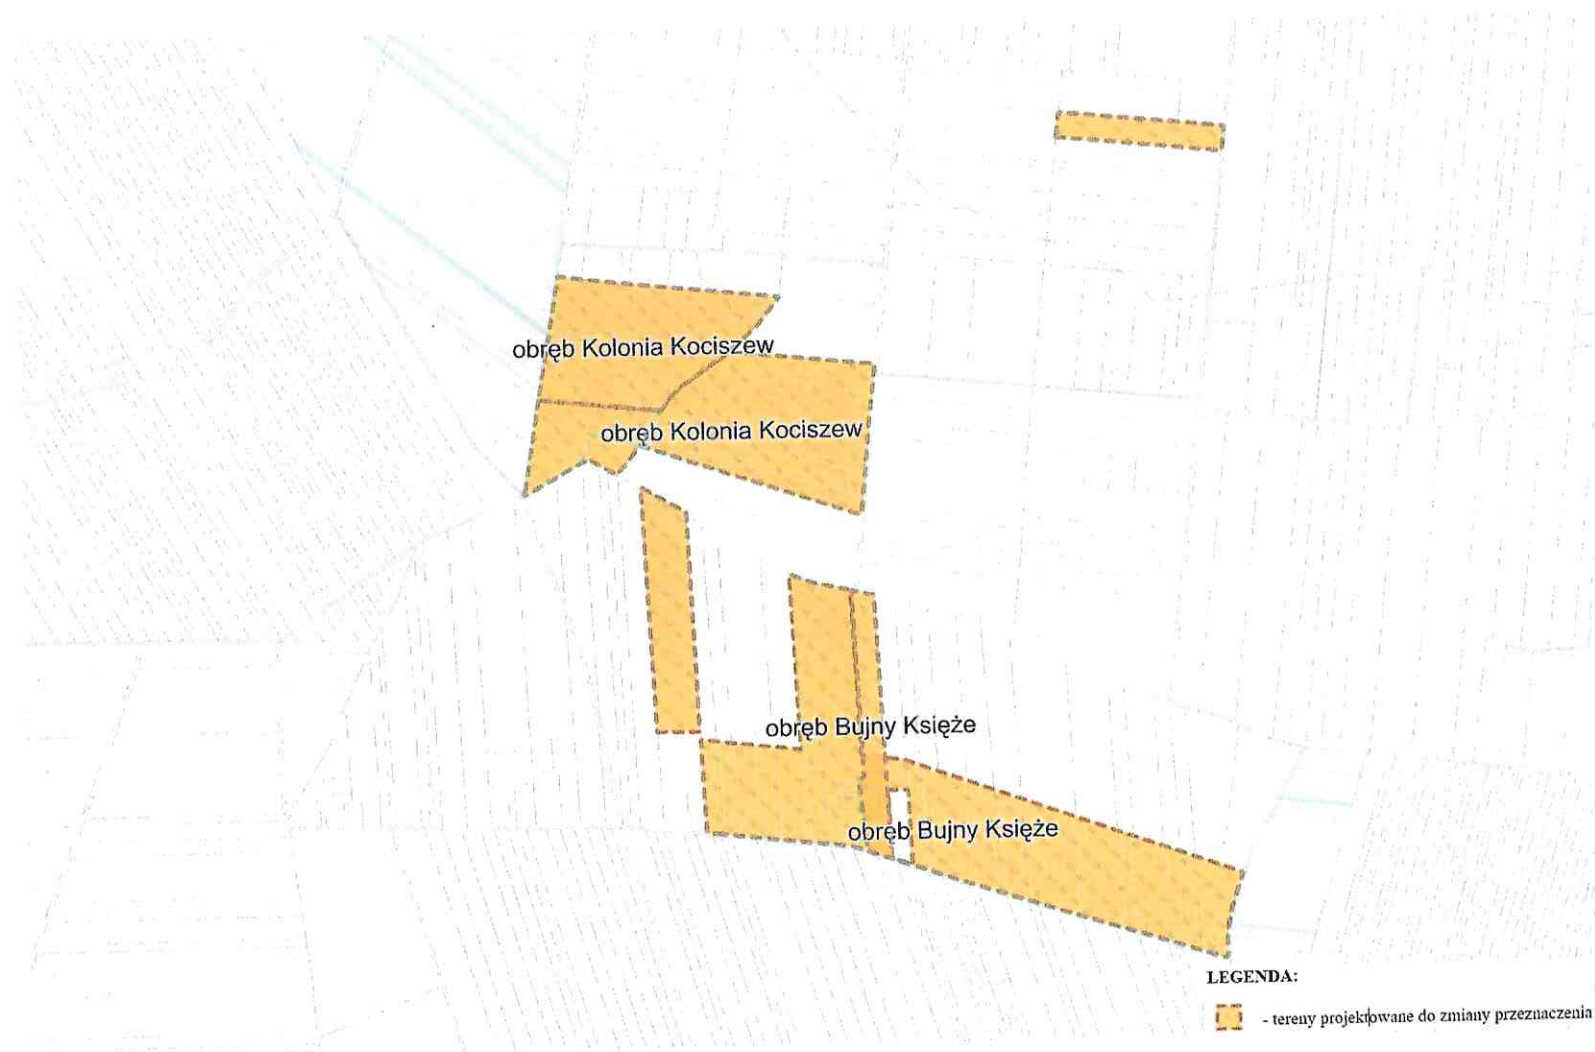 obręb Kolonia Kociszew
obręb Kolonia Kociszew
obręb Bujny Księże
obręb Bujny Księże
LEGENDA:
- tereny projektowane do zmiany przeznaczenia